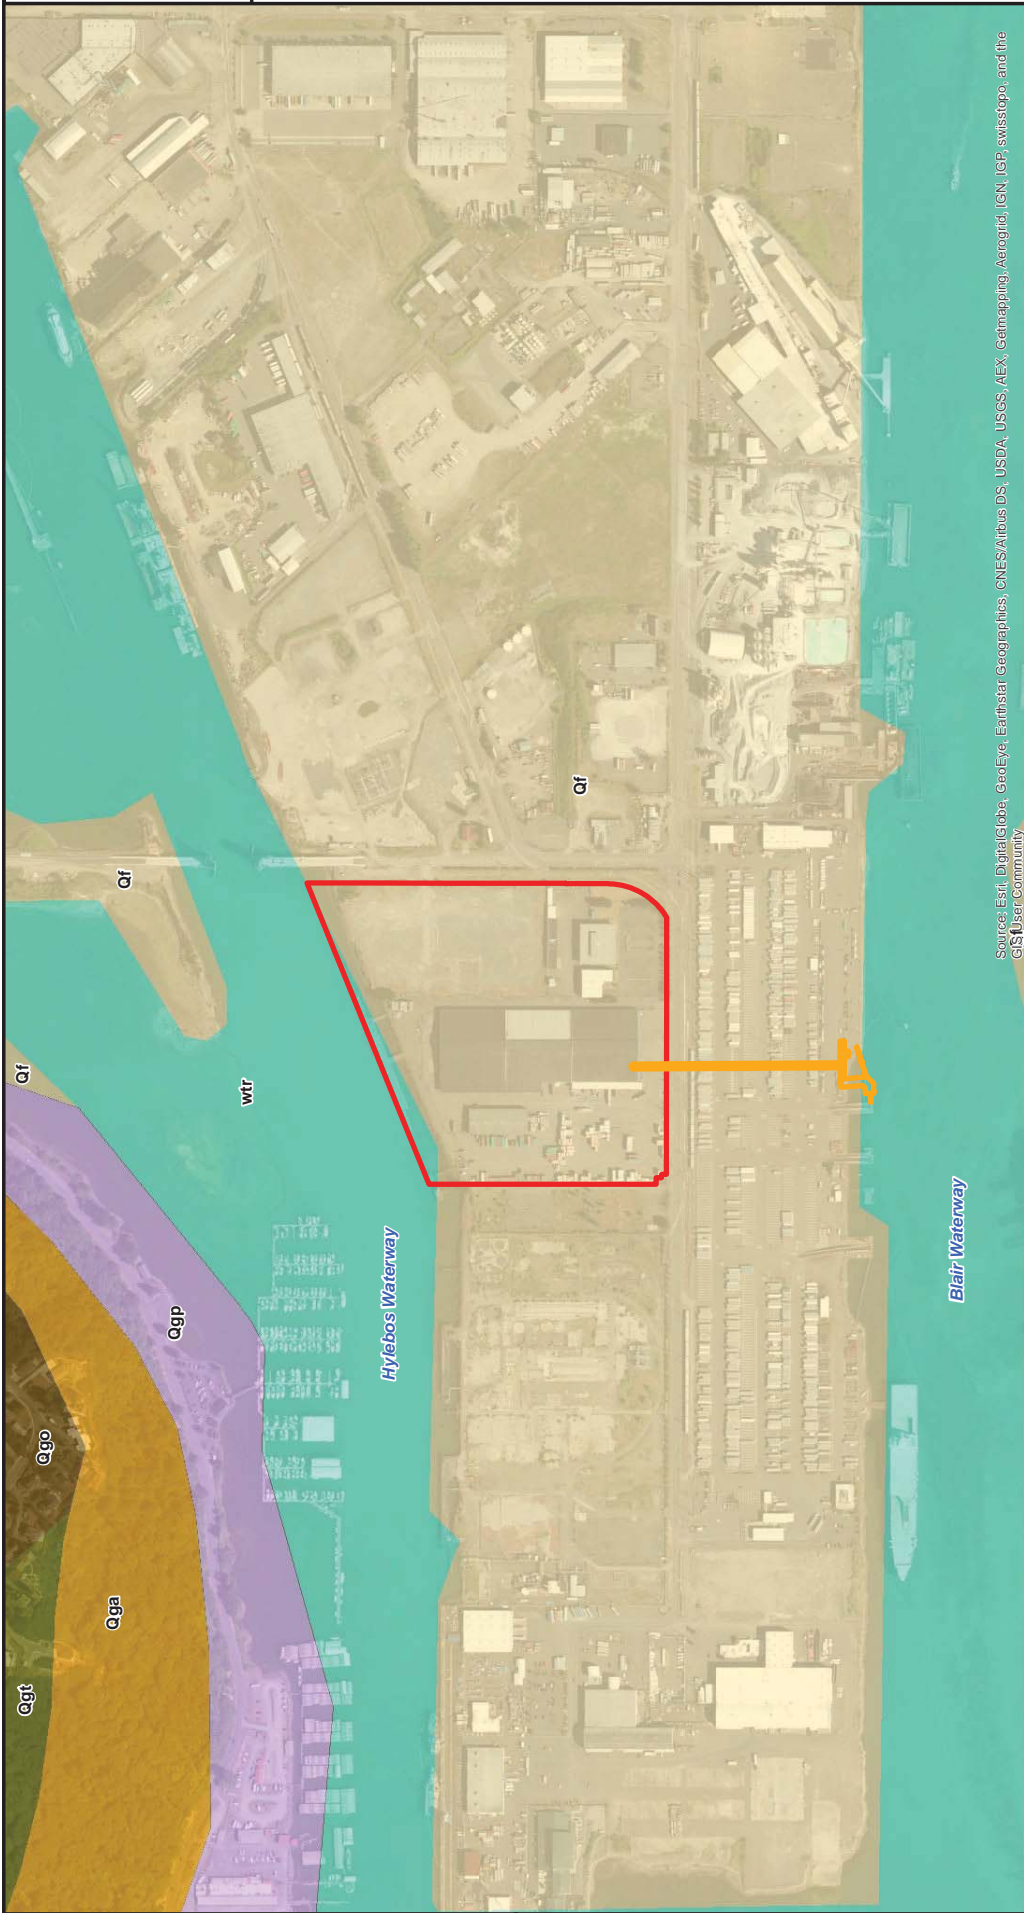 Qgt
Qga
Qgo
Qgp
Qf
wtr
Qf
Hylebos Waterway
Qf
Blair Waterway
Source: Esri, DigitalGlobe, GeoEye, Earthstar Geographics, CNES/Airbus DS, USDA, USGS, AEX, Getmapping, Aerogrid, IGN, IGP, swisstopo, and the
GIS User Community